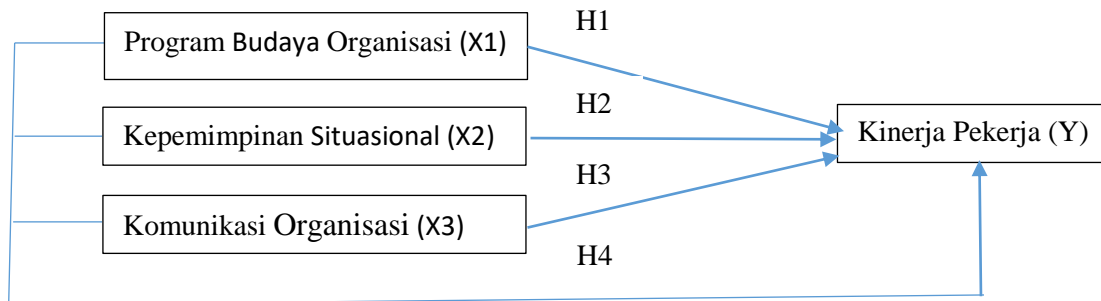 H1
Program Budaya Organisasi (X1)
H2
Kepemimpinan Situasional (X2)
Kinerja Pekerja (Y)
H3
Komunikasi Organisasi (X3)
H4